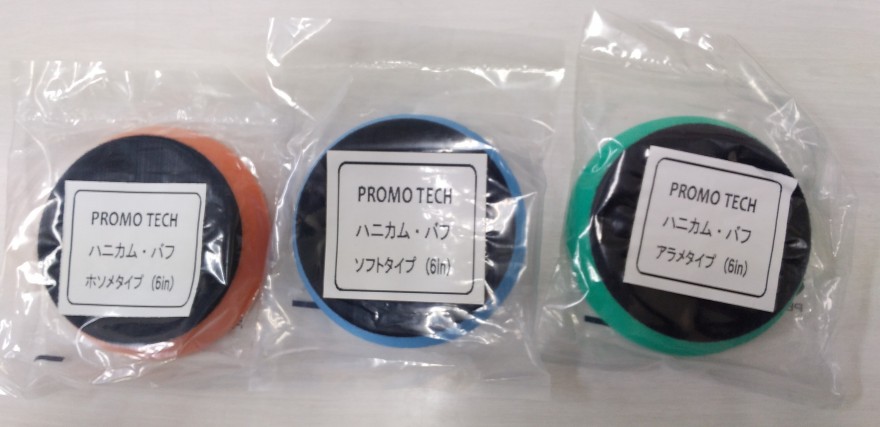 PROMO TECH
ハニカム・バフ
ホソメタイプ (6in)
PROMO TECH
ハニカム・バフ
ソフトタイプ (6in)
PROMO TECH
ハニカム・バフ
アラメタイプ (6in)